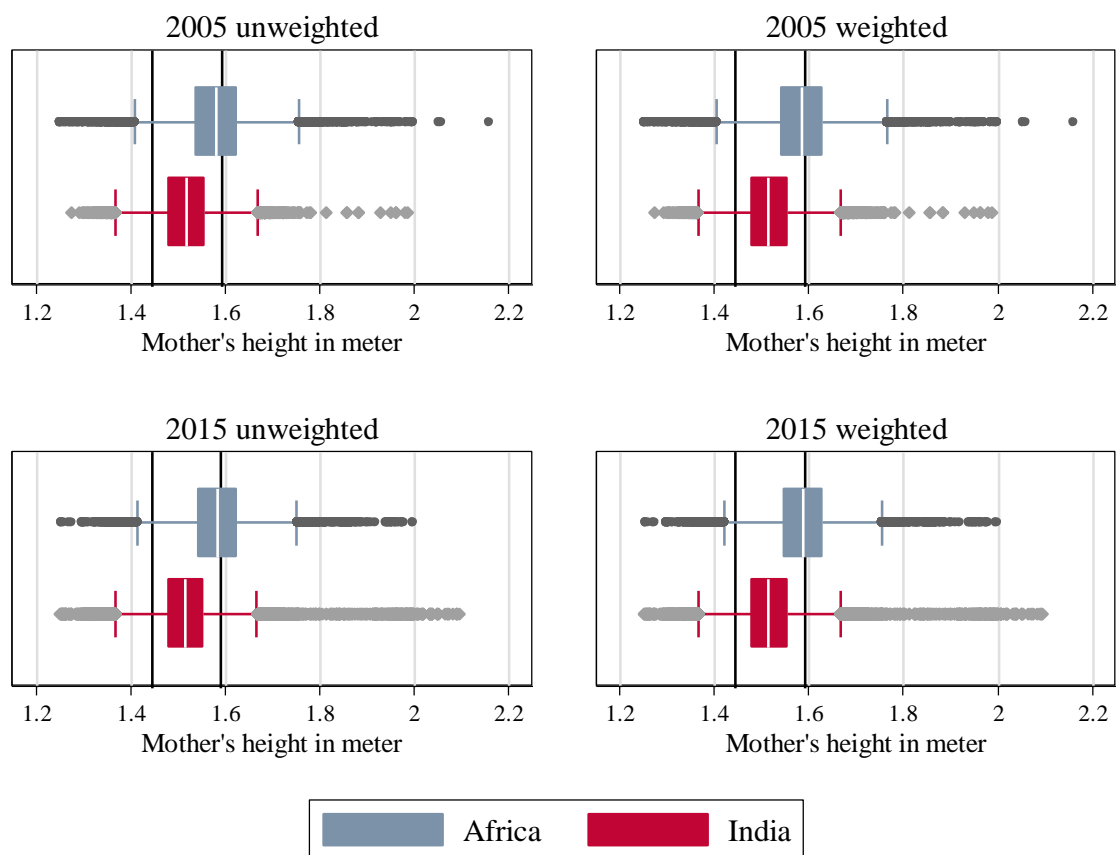 2005 unweighted
1.2 1.4 1.6 1.8 2 2.2
Mother's height in meter
2005 weighted
1.2 1.4 1.6 1.8 2 2.2
Mother's height in meter
2015 unweighted
1.2 1.4 1.6 1.8 2 2.2
Mother's height in meter
2015 weighted
1.2 1.4 1.6 1.8 2 2.2
Mother's height in meter
Africa India